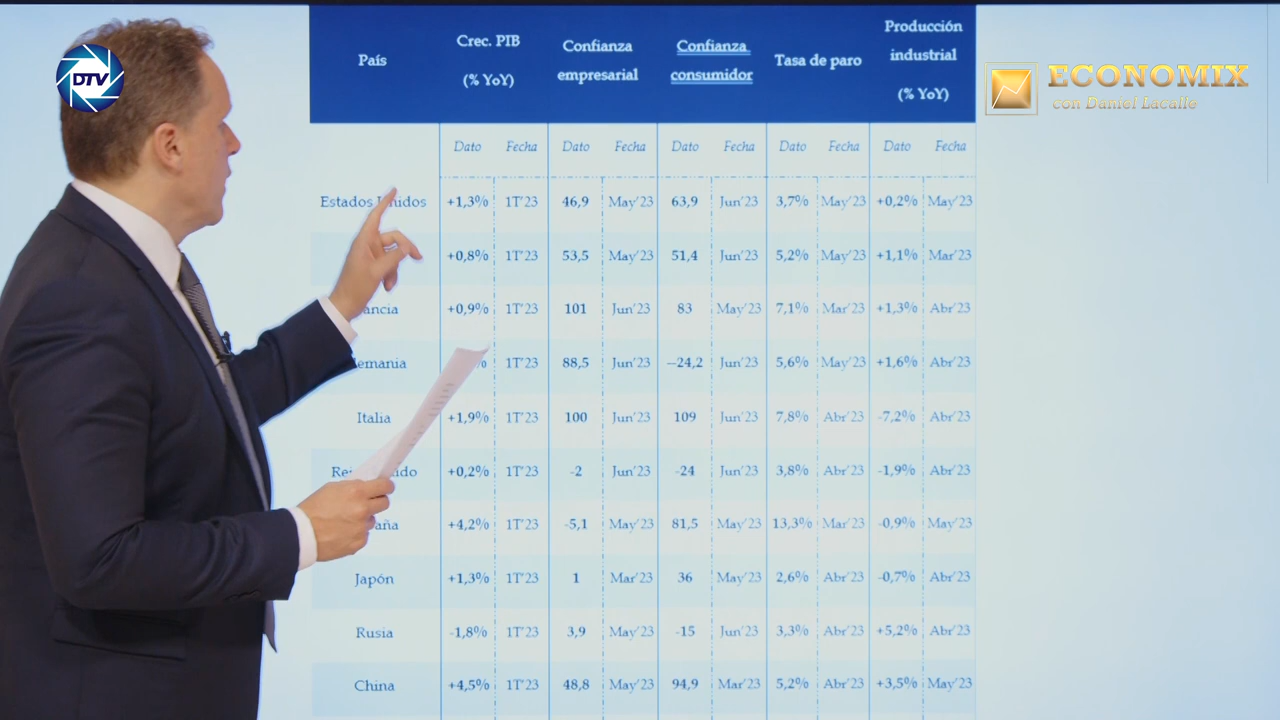 DTV
ECONOMIX
con Daniel Lacalle
País Crec. PIB (% YoY) Confianza empresarial Confianza consumidor Tasa de paro Producción industrial (% YoY)
Dato Fecha Dato Fecha Dato Fecha Dato Fecha Dato Fecha
Estados Unidos +1,3% 1T'23 46,9 May'23 63,9 Jun'23 3,7% May'23 +0,2% May'23
+0,8% 1T'23 53,5 May'23 51,4 Jun'23 5,2% May'23 +1,1% Mar'23
ancia +0,9% 1T'23 101 Jun'23 83 May'23 7,1% Mar'23 +1,3% Abr'23
emania % 1T'23 88,5 Jun'23 –24,2 Jun'23 5,6% May'23 +1,6% Abr'23
Italia +1,9% 1T'23 100 Jun'23 109 Jun'23 7,8% Abr'23 -7,2% Abr'23
Reino Unido +0,2% 1T'23 -2 Jun'23 -24 Jun'23 3,8% Abr'23 -1,9% Abr'23
aña +4,2% 1T'23 -5,1 May'23 81,5 May'23 13,3% Mar'23 -0,9% May'23
Japón +1,3% 1T'23 1 Mar'23 36 May'23 2,6% Abr'23 -0,7% Abr'23
Rusia -1,8% 1T'23 3,9 May'23 -15 Jun'23 3,3% Abr'23 +5,2% Abr'23
China +4,5% 1T'23 48,8 May'23 94,9 Mar'23 5,2% Abr'23 +3,5% May'23